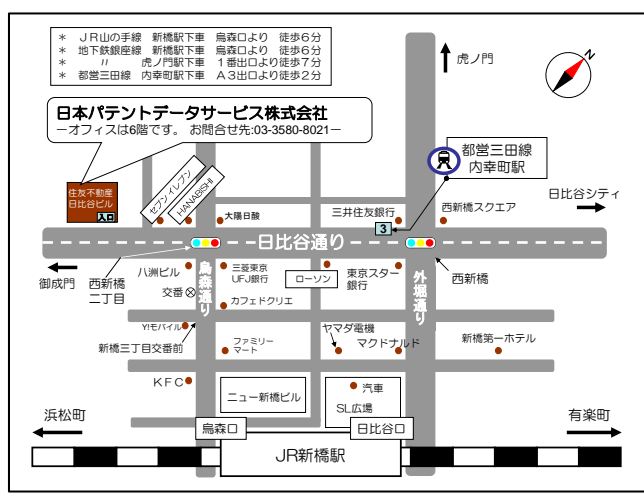 ＊　ＪＲ山の手線　新橋駅下車　烏森口より　徒歩６分
＊　地下鉄銀座線　新橋駅下車　烏森口より　徒歩６分
＊　〃　虎ノ門駅下車　１番出口より徒歩７分
＊　都営三田線　内幸町駅下車　Ａ３出口より徒歩２分
虎ノ門
N
日本パテントデータサービス株式会社
－オフィスは6階です。　お問合せ先:03-3580-8021－
都営三田線
内幸町駅
住友不動産
日比谷ビル
入口
セブンイレブン
HANABISHI
大陽日酸
三井住友銀行
3
西新橋スクエア
日比谷シティ
日比谷通り
御成門
西新橋
二丁目
八洲ビル
交番
烏森通り
三菱東京
UFJ銀行
カフェドクリエ
ローソン
東京スター
銀行
外堀通り
西新橋
Y!モバイル
新橋三丁目交番前
ファミリー
マート
ヤマダ電機
マクドナルド
新橋第一ホテル
ＫＦＣ
ニュー新橋ビル
汽車
SL広場
浜松町
烏森口
日比谷口
有楽町
JR新橋駅